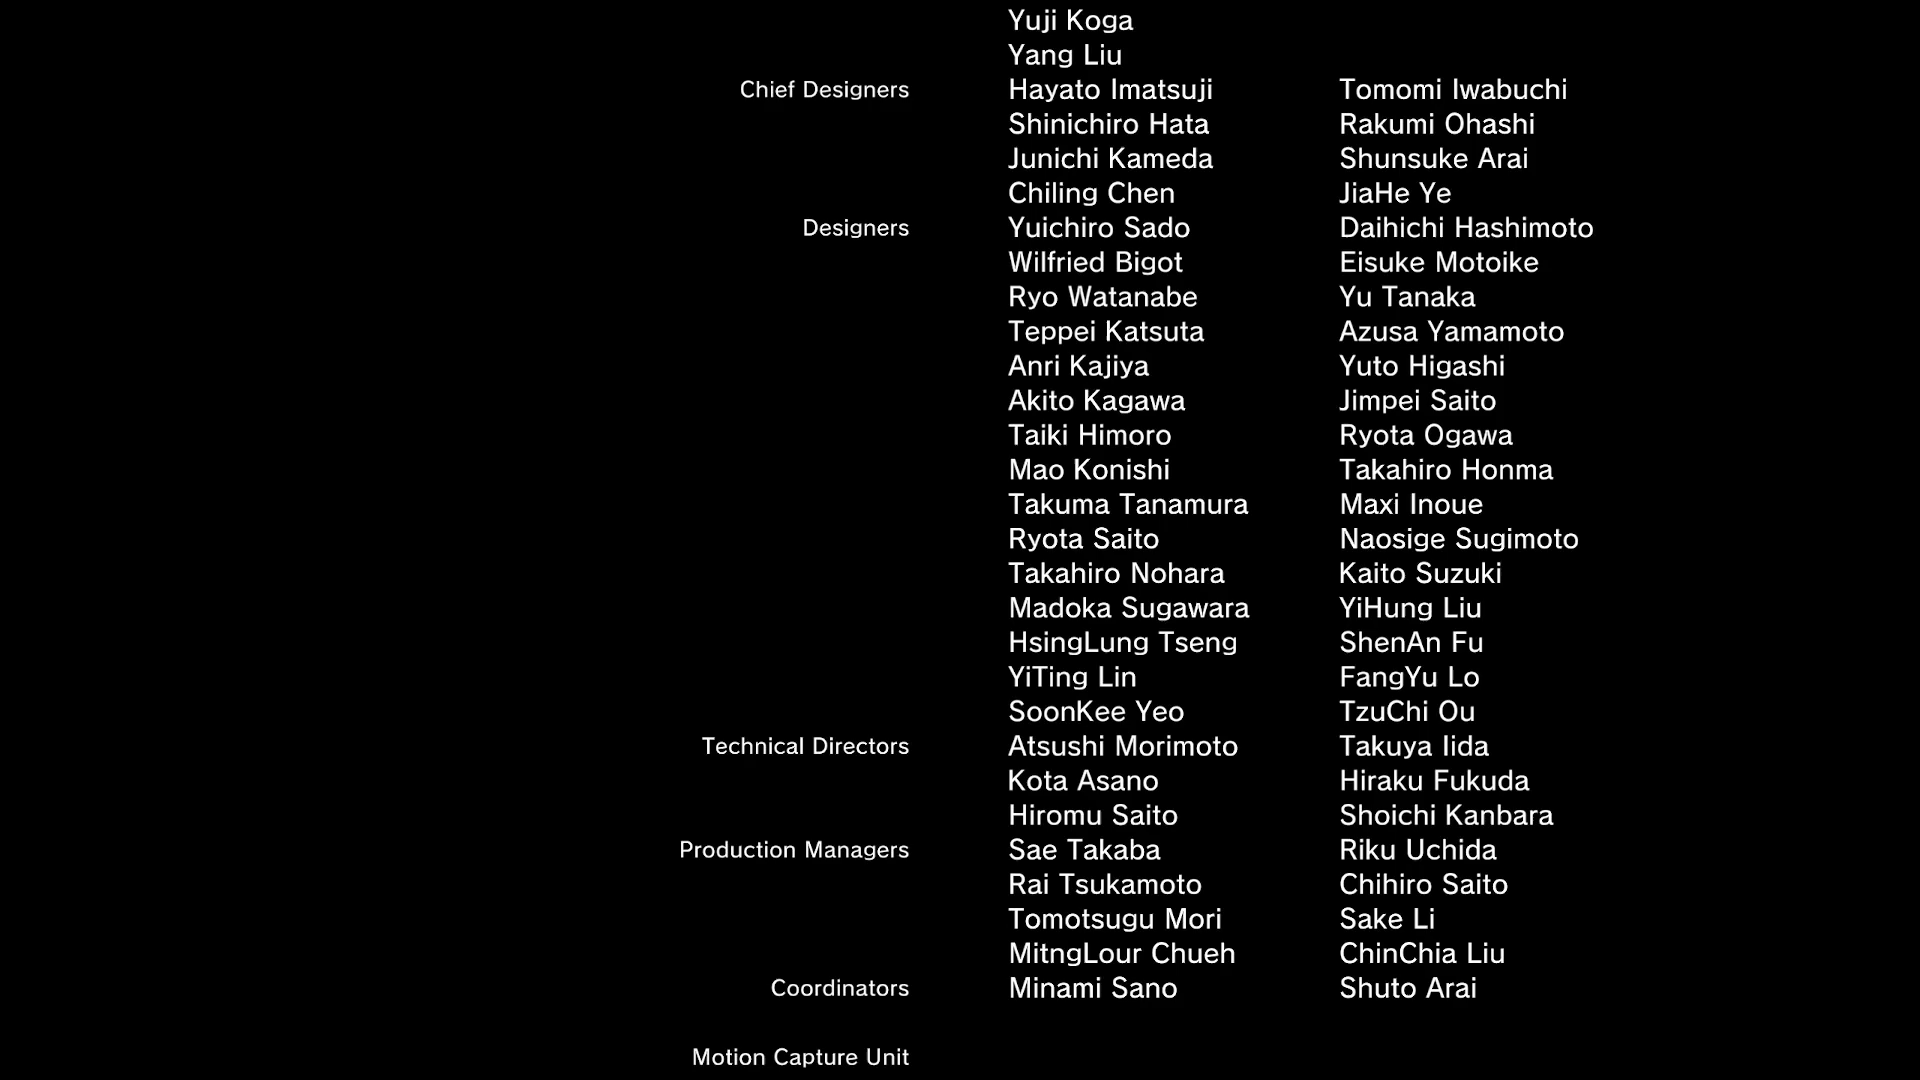 Yuji Koga
Yang Liu
Chief Designers Hayato Imatsuji Tomomi Iwabuchi
Shinichiro Hata Rakumi Ohashi
Junichi Kameda Shunsuke Arai
Chiling Chen JiaHe Ye
Designers Yuichiro Sado Daihichi Hashimoto
Wilfried Bigot Eisuke Motoike
Ryo Watanabe Yu Tanaka
Teppei Katsuta Azusa Yamamoto
Anri Kajiya Yuto Higashi
Akito Kagawa Jimpei Saito
Taiki Himoro Ryota Ogawa
Mao Konishi Takahiro Honma
Takuma Tanamura Maxi Inoue
Ryota Saito Naosige Sugimoto
Takahiro Nohara Kaito Suzuki
Madoka Sugawara YiHung Liu
HsingLung Tseng ShenAn Fu
YiTing Lin FangYu Lo
SoonKee Yeo TzuChi Ou
Technical Directors Atsushi Morimoto Takuya Iida
Kota Asano Hiraku Fukuda
Hiromu Saito Shoichi Kanbara
Production Managers Sae Takaba Riku Uchida
Rai Tsukamoto Chihiro Saito
Tomotsugu Mori Sake Li
MitngLour Chueh ChinChia Liu
Coordinators Minami Sano Shuto Arai
Motion Capture Unit